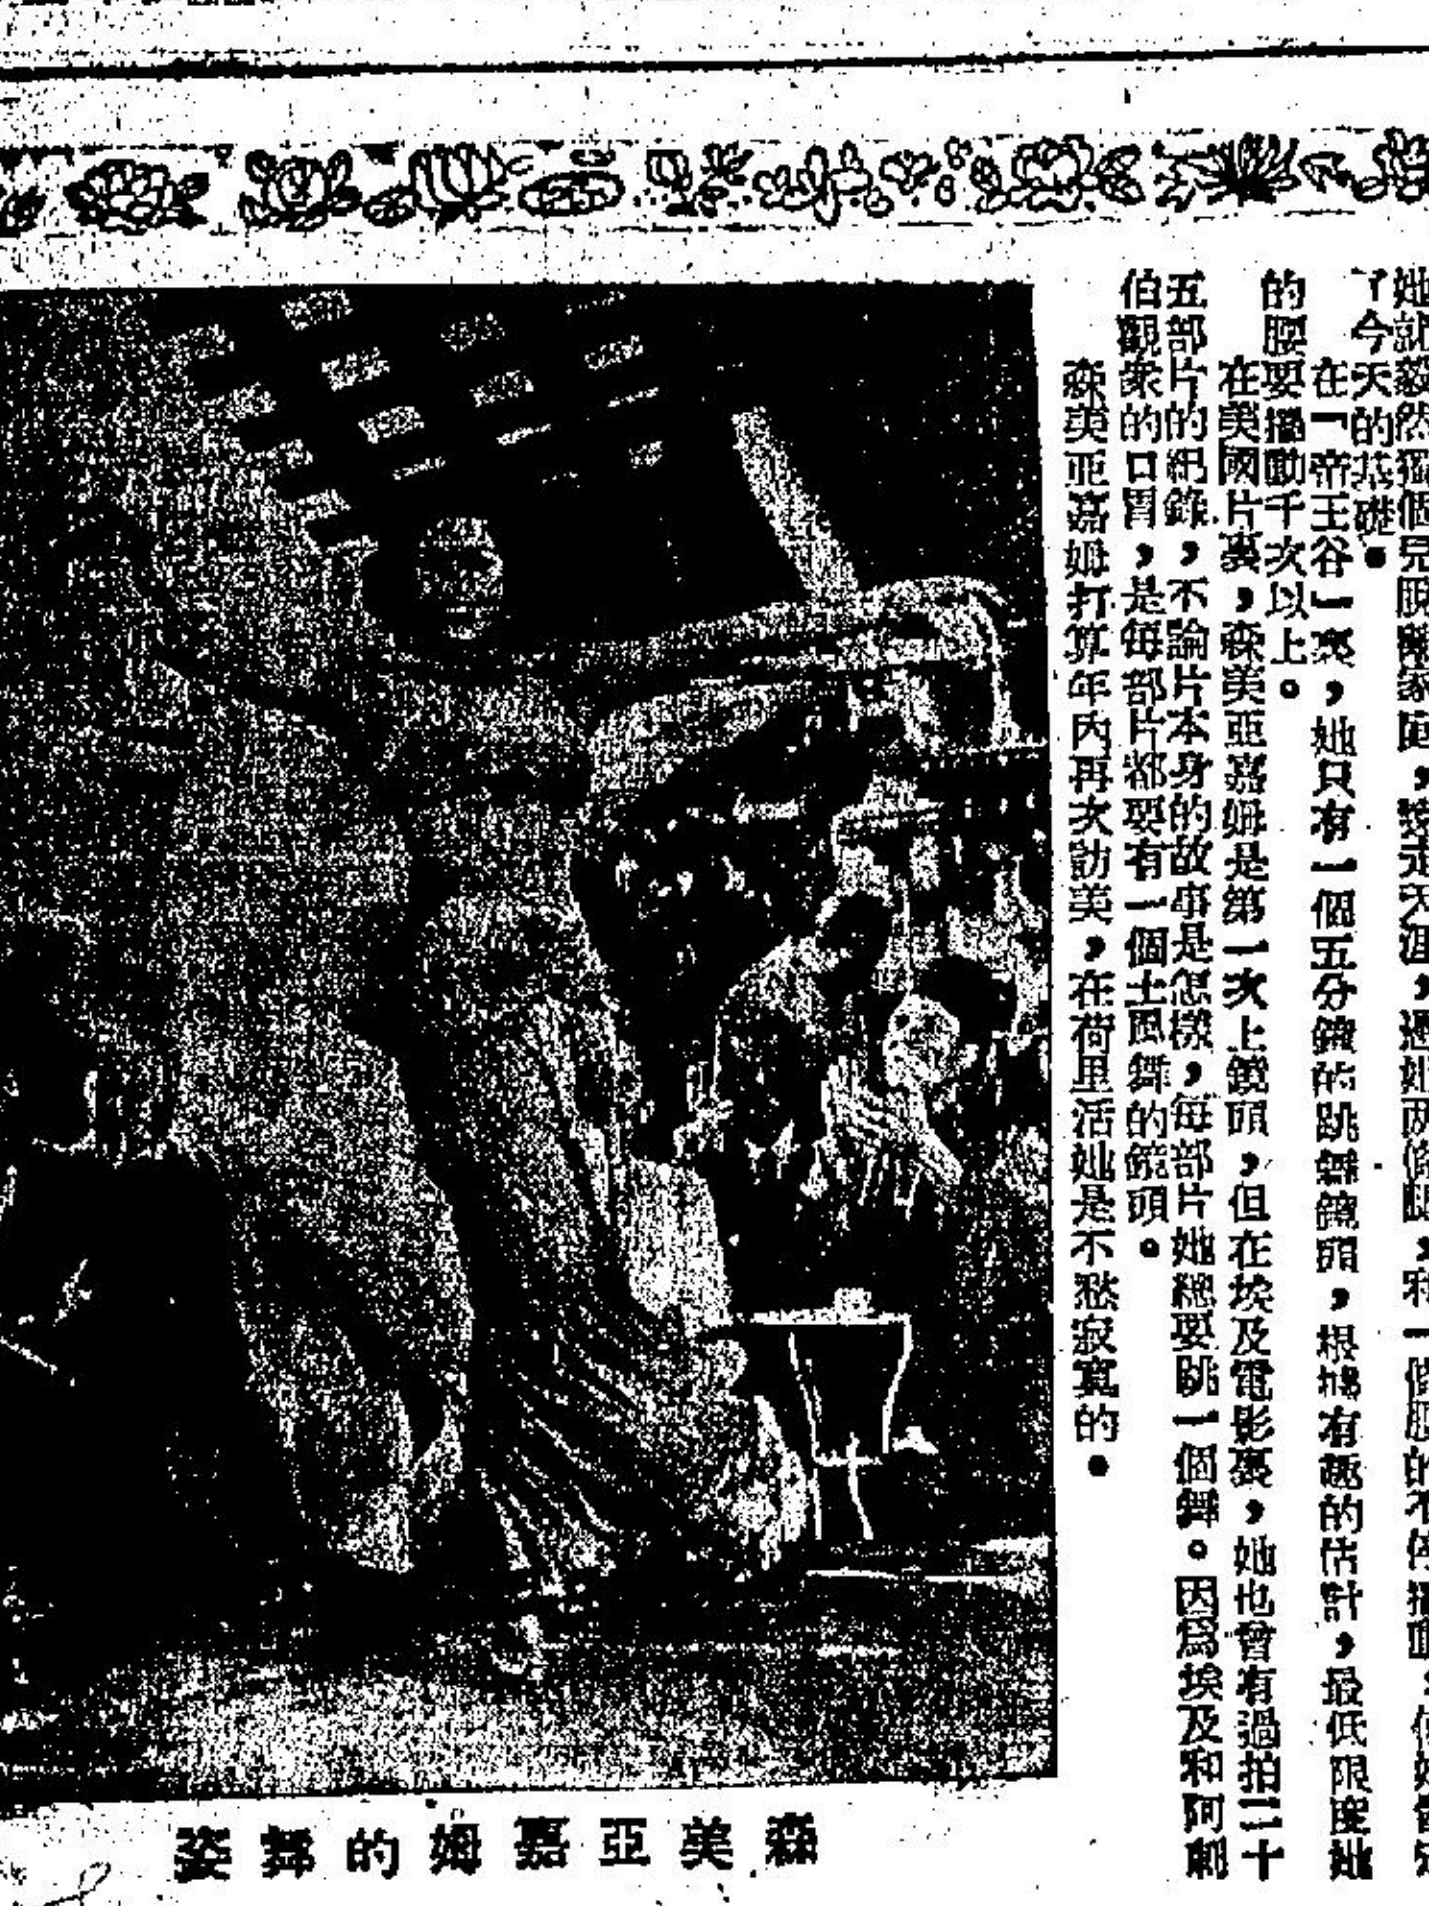 她就毅然獨個兒脫離家庭,
了今天的基礎。
在「帝王谷」裏,她只有一個五分鐘的跳舞鏡頭,根據有趣的估計,最低限度她
的腰要擺動千次以上。
在美國片裏,森美亞嘉姆是第一次上鏡頭,但在埃及電影裏,她也曾有過拍二十
五部片的紀錄,不論片本身的故事是怎樣,每部片她總要跳一個舞。因爲埃及和阿剌
伯觀衆的口胃,是每部片都要有一個土風舞的鏡頭。
森美亞嘉姆打算年內再次訪美,在荷里活她是不愁寂寞的。
森美亞嘉姆的舞姿